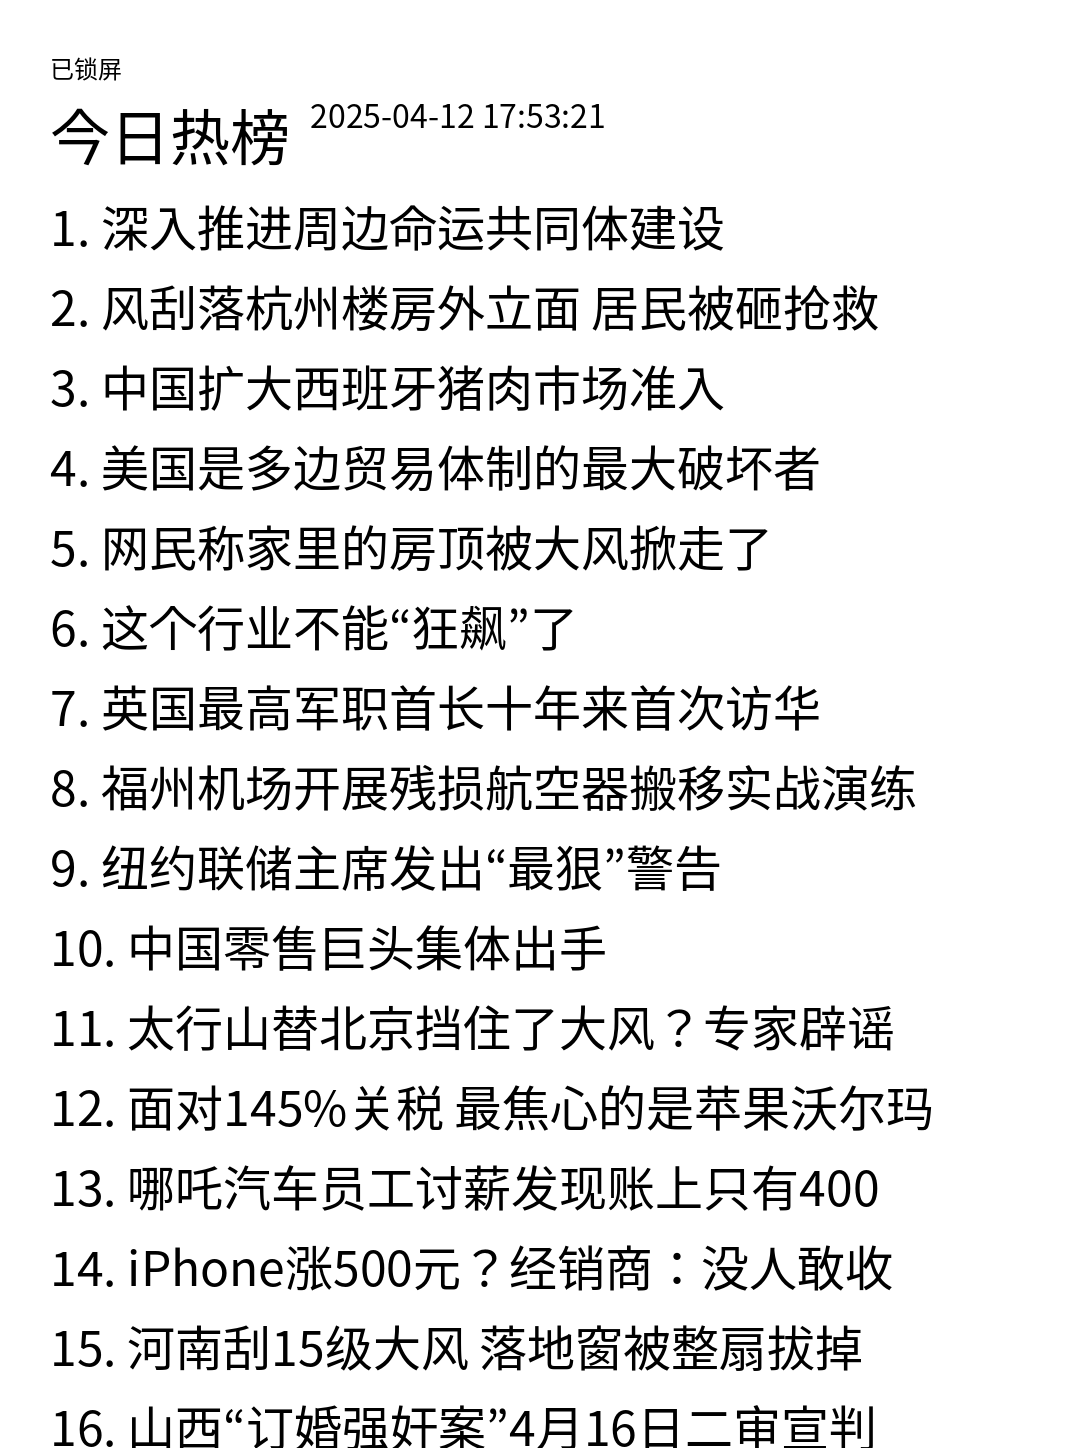 已锁屏
今日热榜 2025-04-12 17:53:21
1. 深入推进周边命运共同体建设
2. 风刮落杭州楼房外立面 居民被砸抢救
3. 中国扩大西班牙猪肉市场准入
4. 美国是多边贸易体制的最大破坏者
5. 网民称家里的房顶被大风掀走了
6. 这个行业不能“狂飙”了
7. 英国最高军职首长十年来首次访华
8. 福州机场开展残损航空器搬移实战演练
9. 纽约联储主席发出“最狠”警告
10. 中国零售巨头集体出手
11. 太行山替北京挡住了大风？专家辟谣
12. 面对145%关税 最焦心的是苹果沃尔玛
13. 哪吒汽车员工讨薪发现账上只有400
14. iPhone涨500元？经销商：没人敢收
15. 河南刮15级大风 落地窗被整扇拔掉
16. 山西“订婚强奸案”4月16日二审宣判